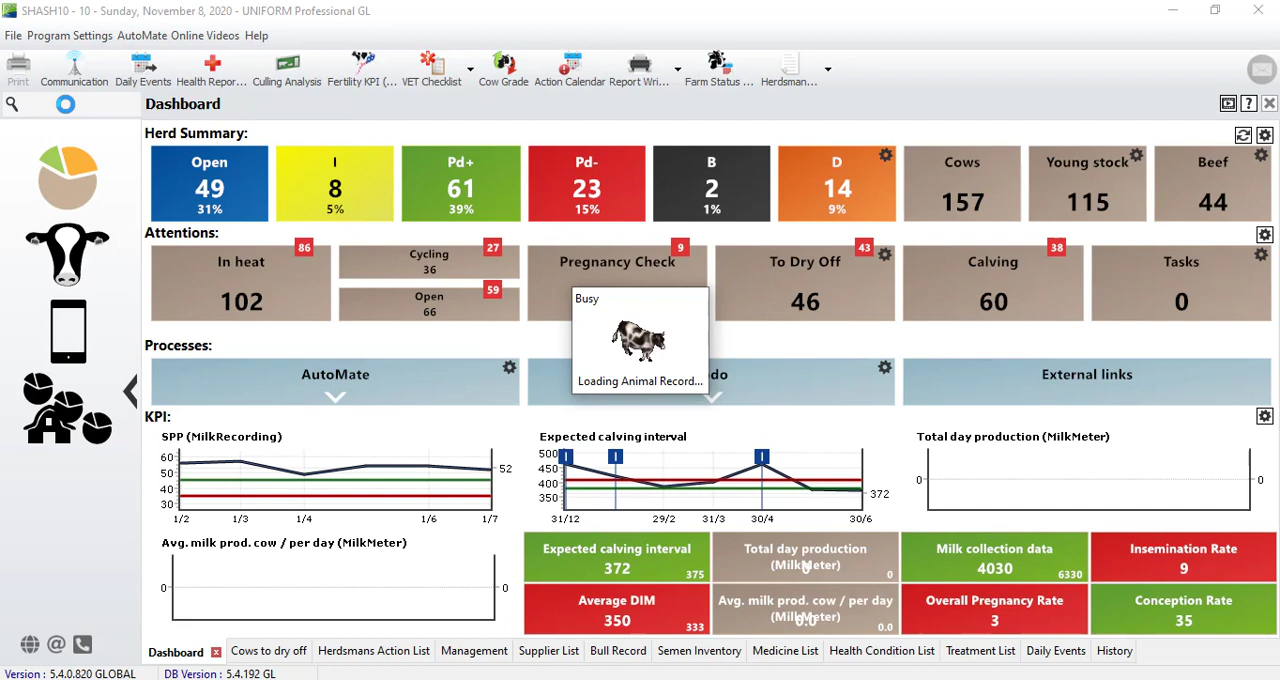 SHASH10 - 10 - Sunday, November 8, 2020 - UNIFORM Professional GL
File Program Settings AutoMate Online Videos Help
Print Communication Daily Events Health Repor... Culling Analysis Fertility KPI (... VET Checklist Cow Grade Action Calendar Report Wri... Farm Status ... Herdsman...
Dashboard
Herd Summary:
Open I Pd+ Pd- B D Cows Young stock Beef
49 8 61 23 2 14 157 115 44
31% 5% 39% 15% 1% 9%
Attentions:
86 27 9 43 38
In heat Cycling Pregnancy Check To Dry Off Calving Tasks
36
59
102 Open 46 60 0
66
Busy
Loading Animal Record...
Processes:
AutoMate do External links
KPI:
SPP (MilkRecording) Expected calving interval Total day production (MilkMeter)
60 50 40 30 52
1/2 1/3 1/4 1/6 1/7
500 450 400 350 372
I I I
31/12 29/2 31/3 30/4 30/6
0 0
Avg. milk prod. cow / per day (MilkMeter)
0 0
Expected calving interval 372 375
Total day production (MilkMeter) 0 0
Milk collection data 4030 6330
Insemination Rate 9
Average DIM 350 333
Avg. milk prod. cow / per day (MilkMeter) 0.0 0.0
Overall Pregnancy Rate 3
Conception Rate 35
Dashboard Cows to dry off Herdsmans Action List Management Supplier List Bull Record Semen Inventory Medicine List Health Condition List Treatment List Daily Events History
Version : 5.4.0.820 GLOBAL DB Version : 5.4.192 GL